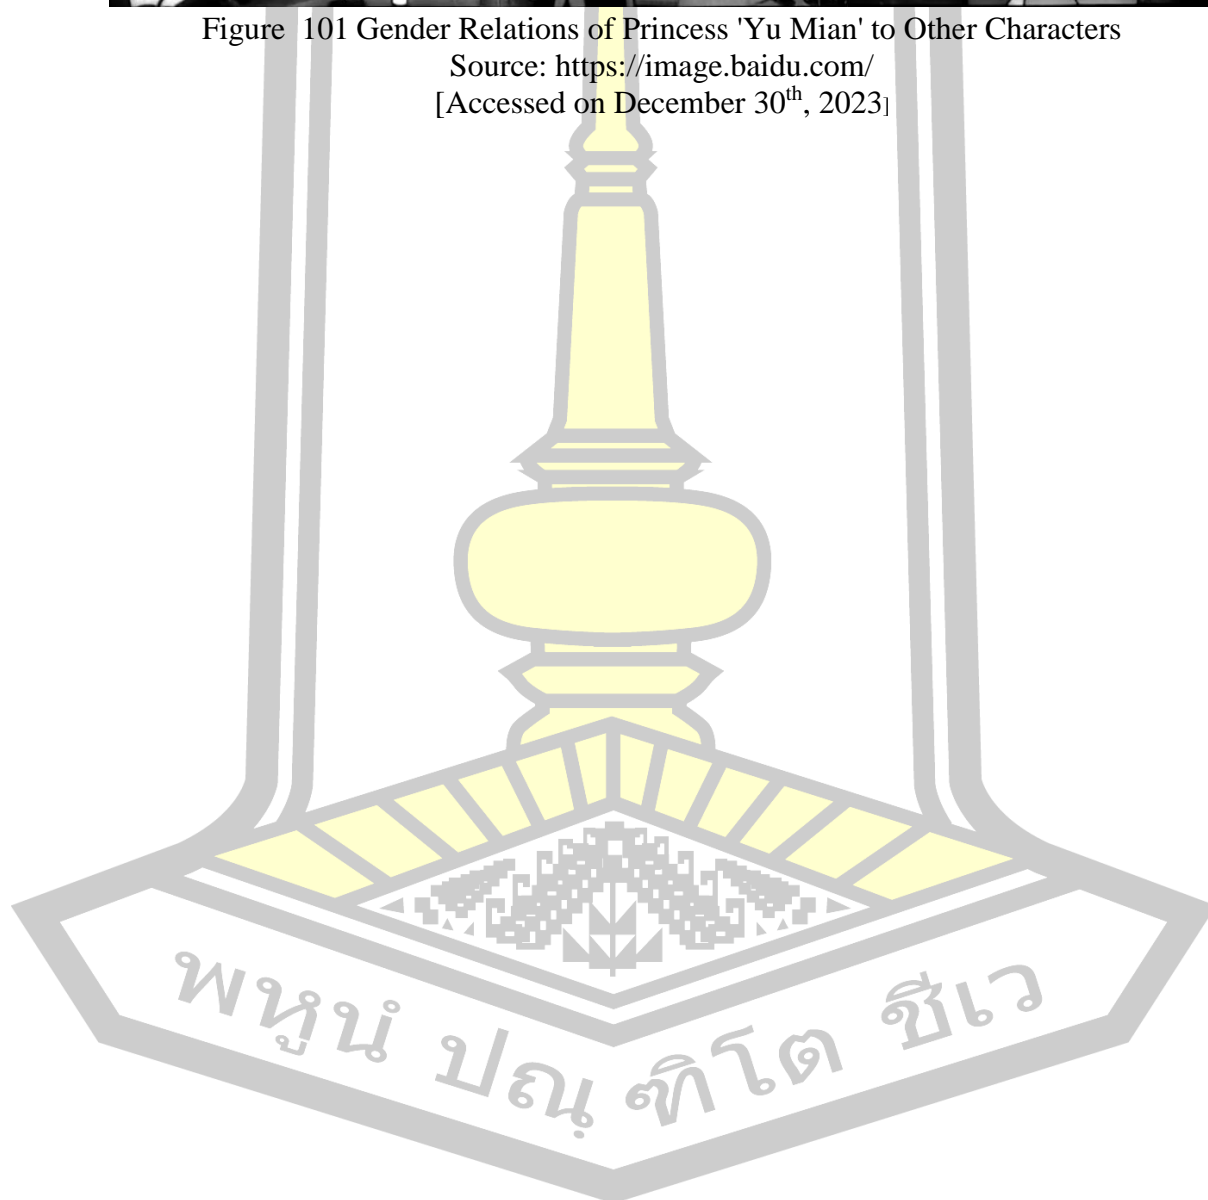 Figure  101 Gender Relations of Princess 'Yu Mian' to Other Characters
Source: https://image.baidu.com/
[Accessed on December 30th, 2023]
พหูนํ ปณฺฑิโต ชีเว